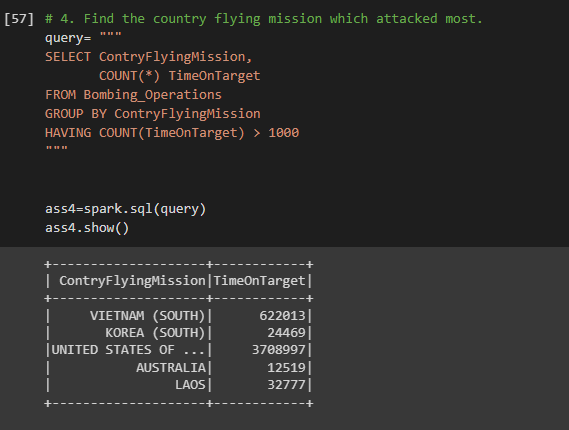 [57] # 4. Find the country flying mission which attacked most.
query= """
SELECT ContryFlyingMission,
       COUNT(*) TimeOnTarget
FROM Bombing_Operations
GROUP BY ContryFlyingMission
HAVING COUNT(TimeOnTarget) > 1000
"""
ass4=spark.sql(query)
ass4.show()
+--------------------+------------+
| ContryFlyingMission|TimeOnTarget|
+--------------------+------------+
|     VIETNAM (SOUTH)|      622013|
|       KOREA (SOUTH)|       24469|
|UNITED STATES OF ...|     3708997|
|           AUSTRALIA|       12519|
|                LAOS|       32777|
+--------------------+------------+